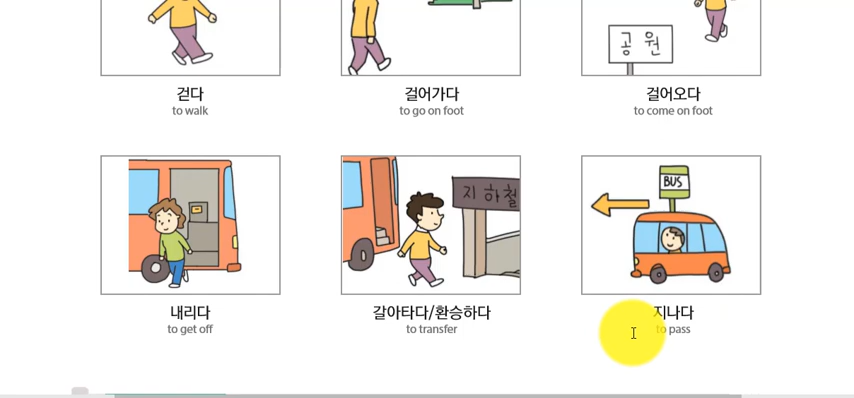 공 원
걷다
to walk
걸어가다
to go on foot
걸어오다
to come on foot
지하철
BUS
내리다
to get off
갈아타다/환승하다
to transfer
지나다
to pass